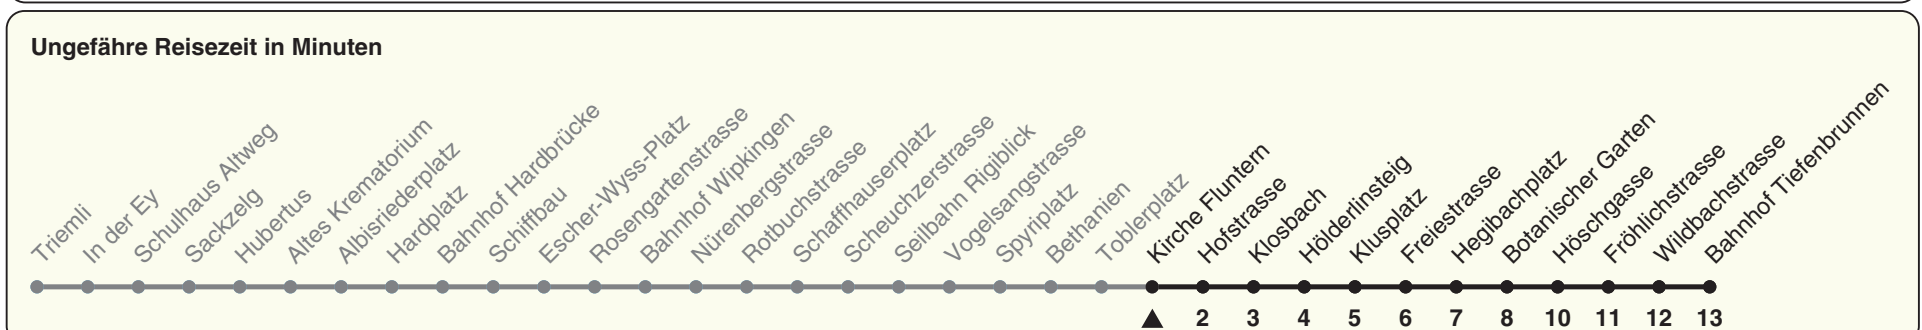 Ungefähre Reisezeit in Minuten
Triemli
In der Ey
Schulhaus Altweg
Sackzelg
Hubertus
Altes Krematorium
Albisriederplatz
Hardplatz
Bahnhof Hardbrücke
Schiffbau
Escher-Wyss-Platz
Rosengartenstrasse
Bahnhof Wipkingen
Nürenbergstrasse
Rotbuchstrasse
Schaffhauserplatz
Scheuchzerstrasse
Seilbahn Rigiblick
Vogelsangstrasse
Spyriplatz
Bethanien
Toblerplatz
Kirche Fluntern
Hofstrasse
Klosbach
Hölderlinsteig
Klusplatz
Freiestrasse
Hegibachplatz
Botanischer Garten
Höschgasse
Fröhlichstrasse
Wildbachstrasse
Bahnhof Tiefenbrunnen
2 3 4 5 6 7 8 10 11 12 13